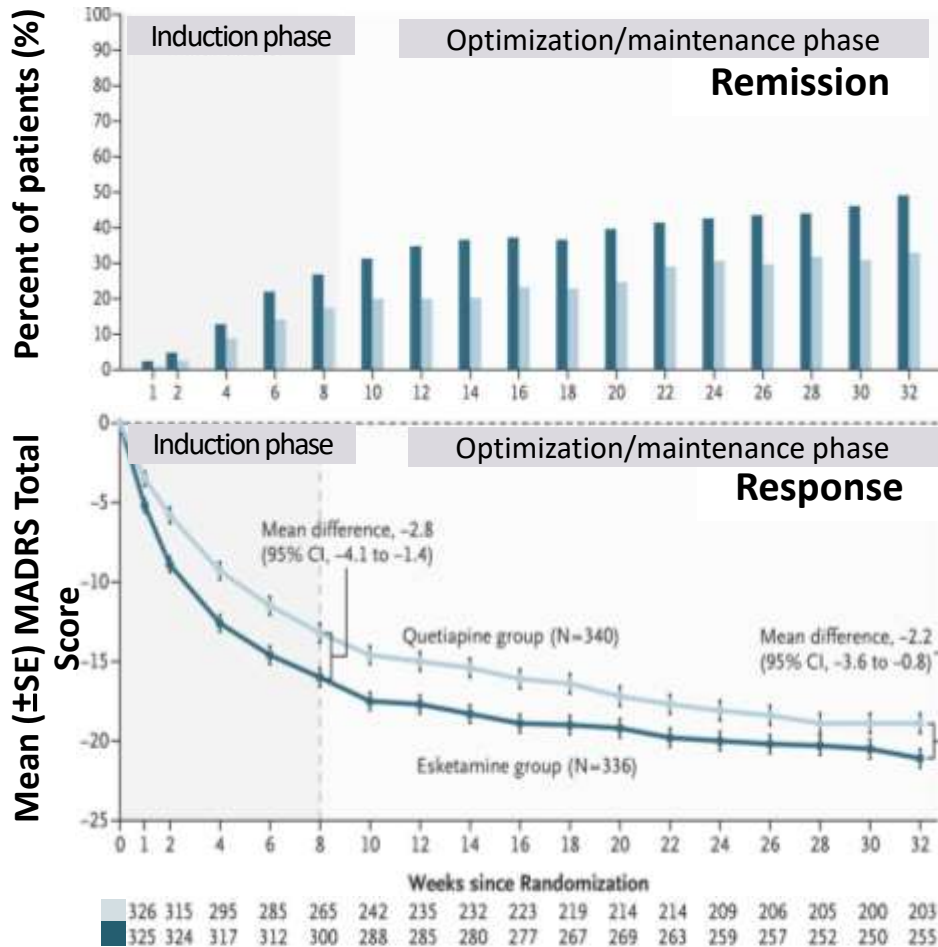 Percent of patients (%)
100
90
80
70
60
50
40
30
20
10
0
Induction phase
Optimization/maintenance phase
Remission
1 2 4 6 8 10 12 14 16 18 20 22 24 26 28 30 32
Mean (±SE) MADRS Total
Score
0
–5
–10
–15
–20
–25
Induction phase
Optimization/maintenance phase
Response
Mean difference, –2.8
(95% CI, –4.1 to –1.4)
Quetiapine group (N=340)
Mean difference, –2.2
(95% CI, –3.6 to –0.8)
Esketamine group (N=336)
0 1 2 4 6 8 10 12 14 16 18 20 22 24 26 28 30 32
Weeks since Randomization
326 315 295 285 265 242 235 232 223 219 214 214 209 206 205 200 203
325 324 317 312 300 288 285 280 277 267 269 263 259 257 252 250 255